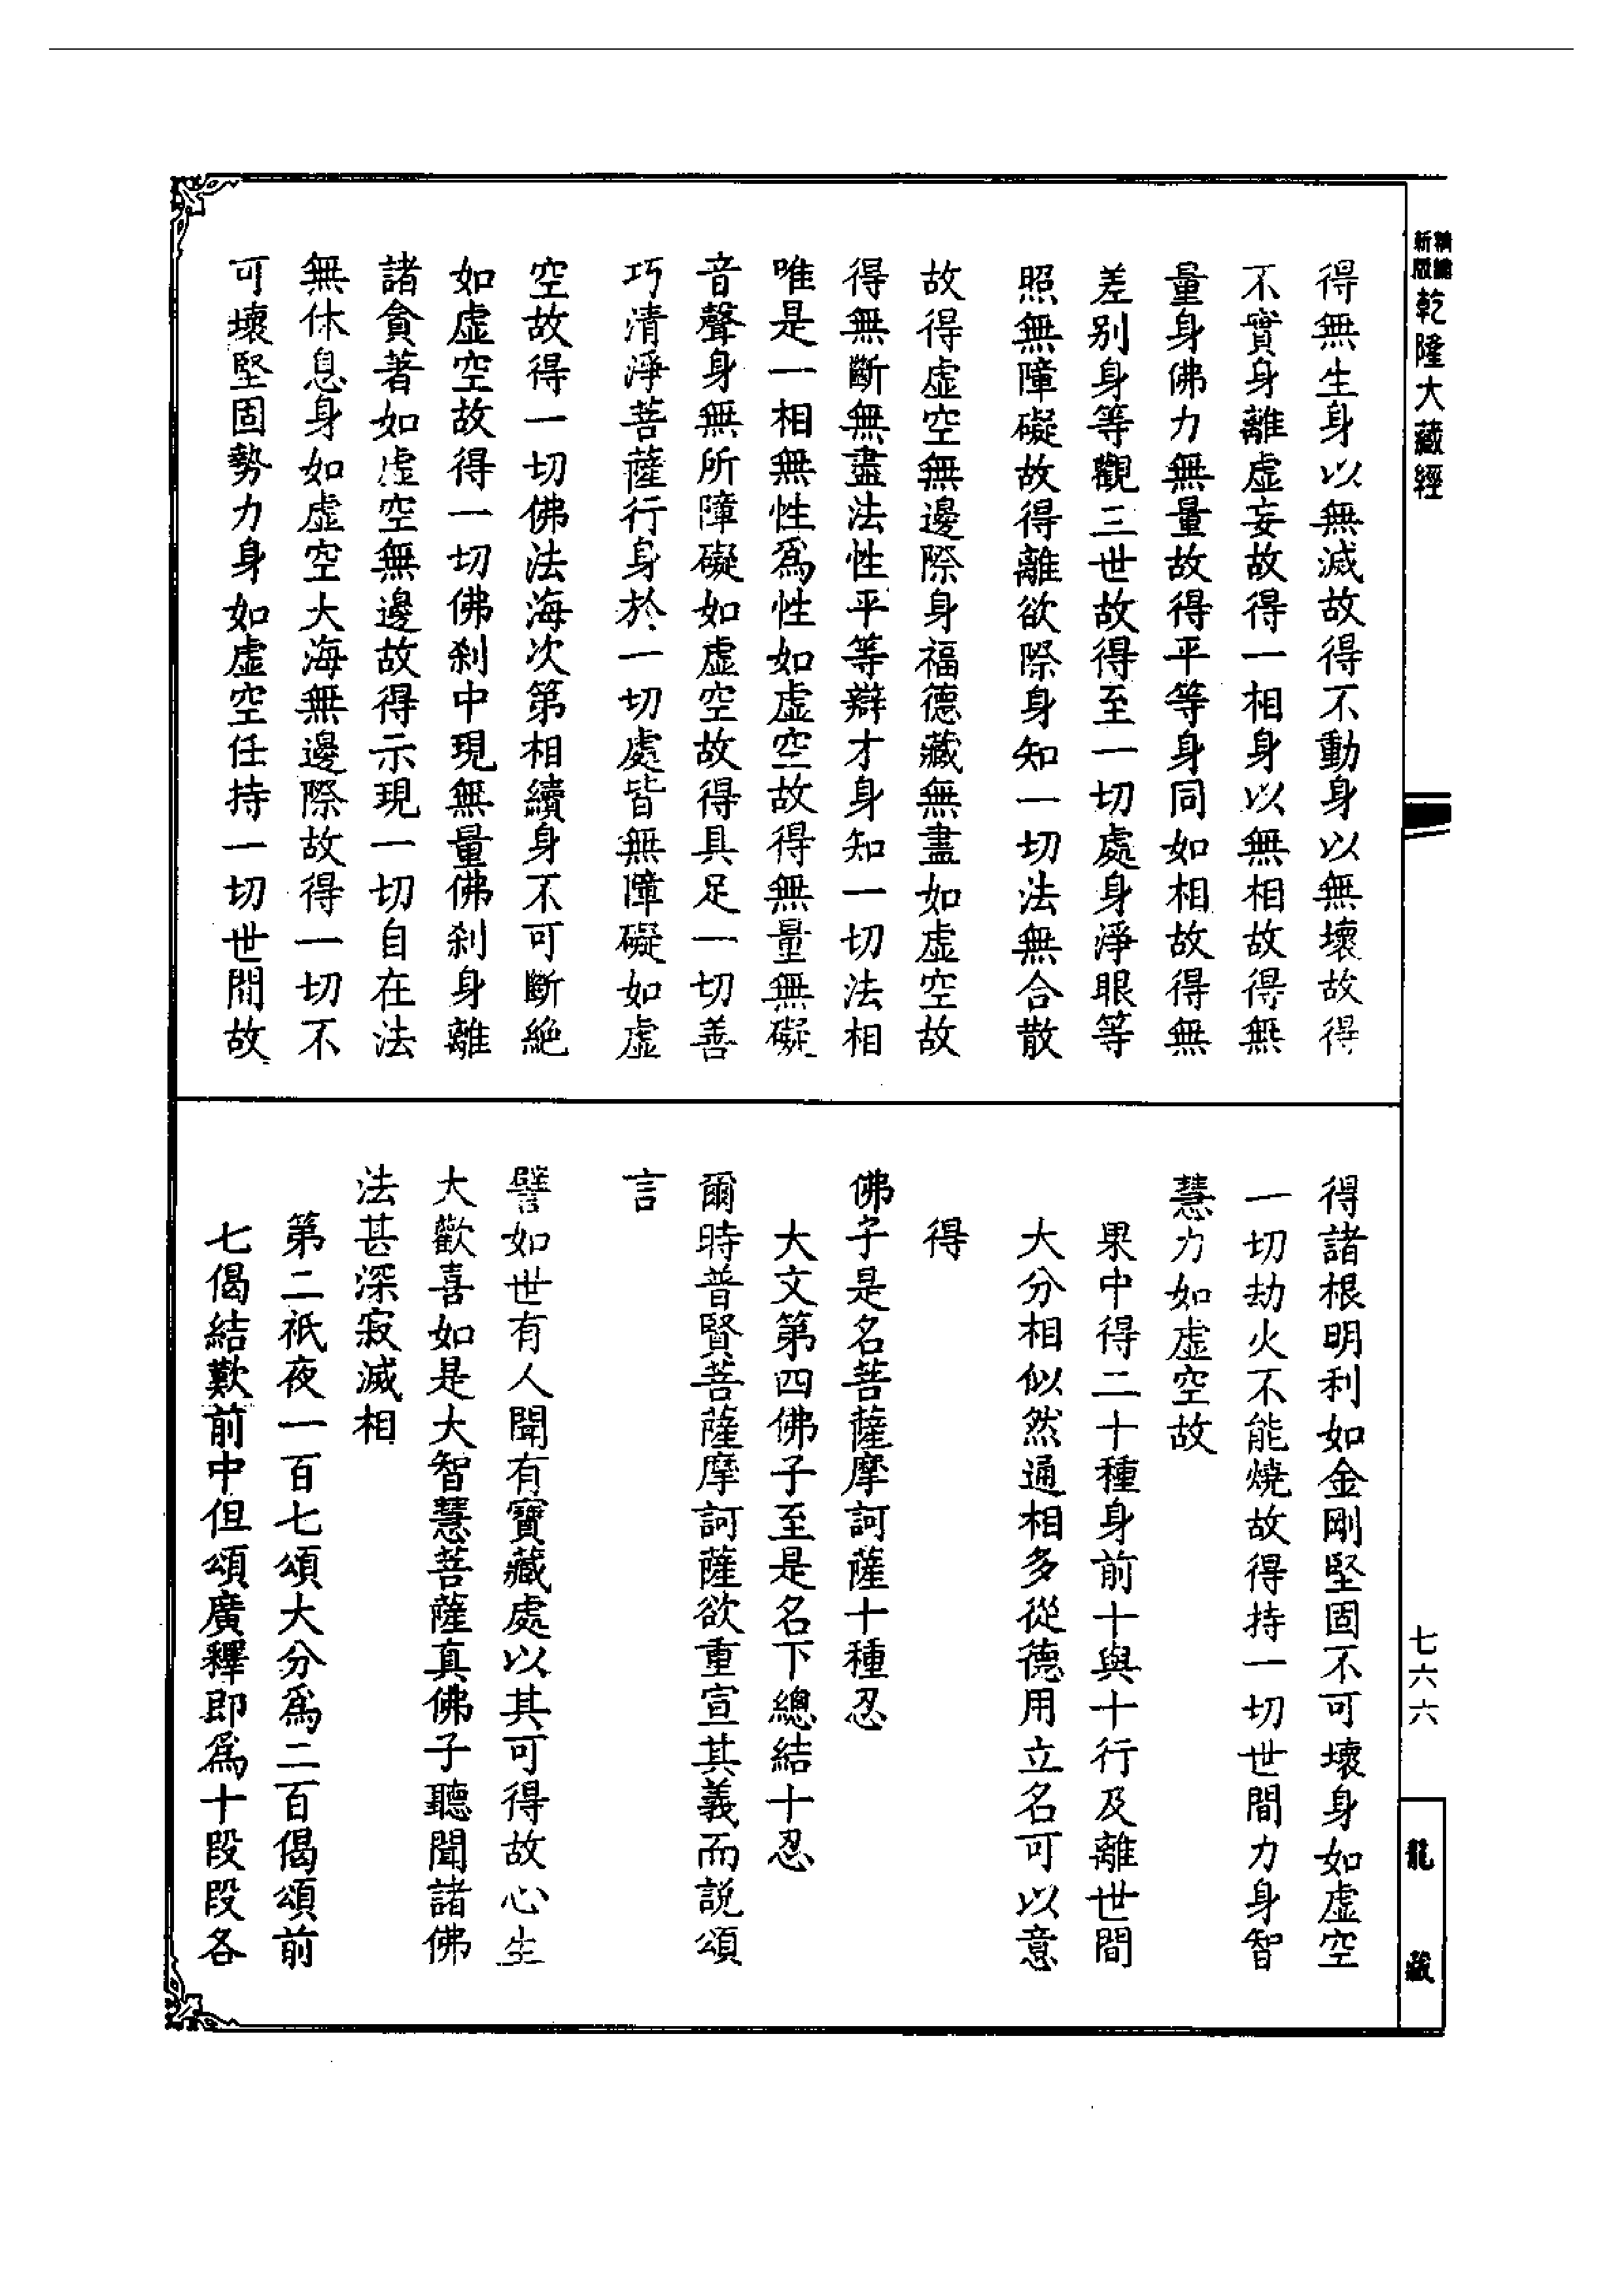 新版
乾隆大藏經
得無生身以無滅故得不動身以無壞故得
不實身離虛妄故得一相身以無相故得無
量身佛力無量故得平等身同如相故得無
差别身等觀三世故得至一切處身淨眼等
照無障礙故得離欲際身知一切法無合散
故得虛空無邊際身福德藏無盡如虛空故
得無斷無盡法性平等辯才身知一切法相
唯是一相無性爲性如虛空故得無量無礙
音聲身無所障礙如虛空故得具足一切善
巧清淨菩薩行身於一切處皆無障礙如虛
空故得一切佛法海次第相續身不可斷絕
如虛空故得一切佛刹中現無量佛刹身離
諸貪著如虛空無邊故得示現一切自在法
無休息身如虛空大海無邊際故得一切不
可壞堅固勢力身如虛空任持一切世間故
得諸根明利如金剛堅固不可壞身如虛空
一切劫火不能燒故得持一切世間力身智
慧力如虛空故
果中得二十種身前十與十行及離世間
大分相似然通相多從德用立名可以意
得
佛子是名菩薩摩訶薩十種忍
大文第四佛子至是名下總結十忍
爾時普賢菩薩摩訶薩欲重宣其義而說頌
言
譬如世有人聞有寶藏處以其可得故心生
大歡喜如是大智慧菩薩真佛子聽聞諸佛
法甚深寂滅相
第二祇夜一百七頌大分爲二百偈頌前
七偈結歎前中但頌廣釋即爲十段段各
七六六
龍藏